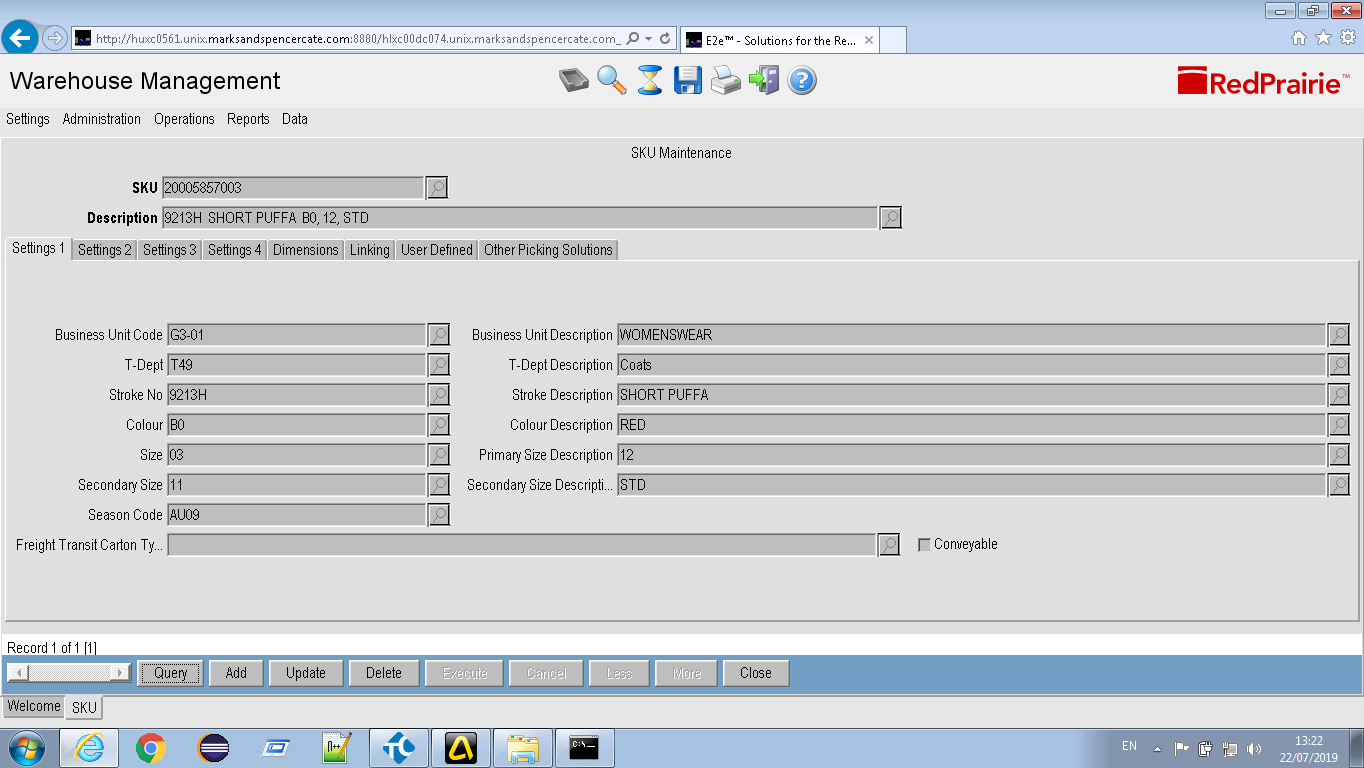 http://huxc0561.unix.marksandspencercate.com:8880/hlxc00dc074.unix.marksandspencercate.com_
E2e™ - Solutions for the Re...
Warehouse Management
RedPrairie™
Settings Administration Operations Reports Data
SKU Maintenance
SKU 20005857003
Description 9213H SHORT PUFFA B0, 12, STD
Settings 1 Settings 2 Settings 3 Settings 4 Dimensions Linking User Defined Other Picking Solutions
Business Unit Code G3-01 Business Unit Description WOMENSWEAR
T-Dept T49 T-Dept Description Coats
Stroke No 9213H Stroke Description SHORT PUFFA
Colour B0 Colour Description RED
Size 03 Primary Size Description 12
Secondary Size 11 Secondary Size Descripti... STD
Season Code AU09
Freight Transit Carton Ty... Conveyable
Record 1 of 1 [1]
Query Add Update Delete Execute Cancel Less More Close
Welcome SKU
EN 13:22
22/07/2019